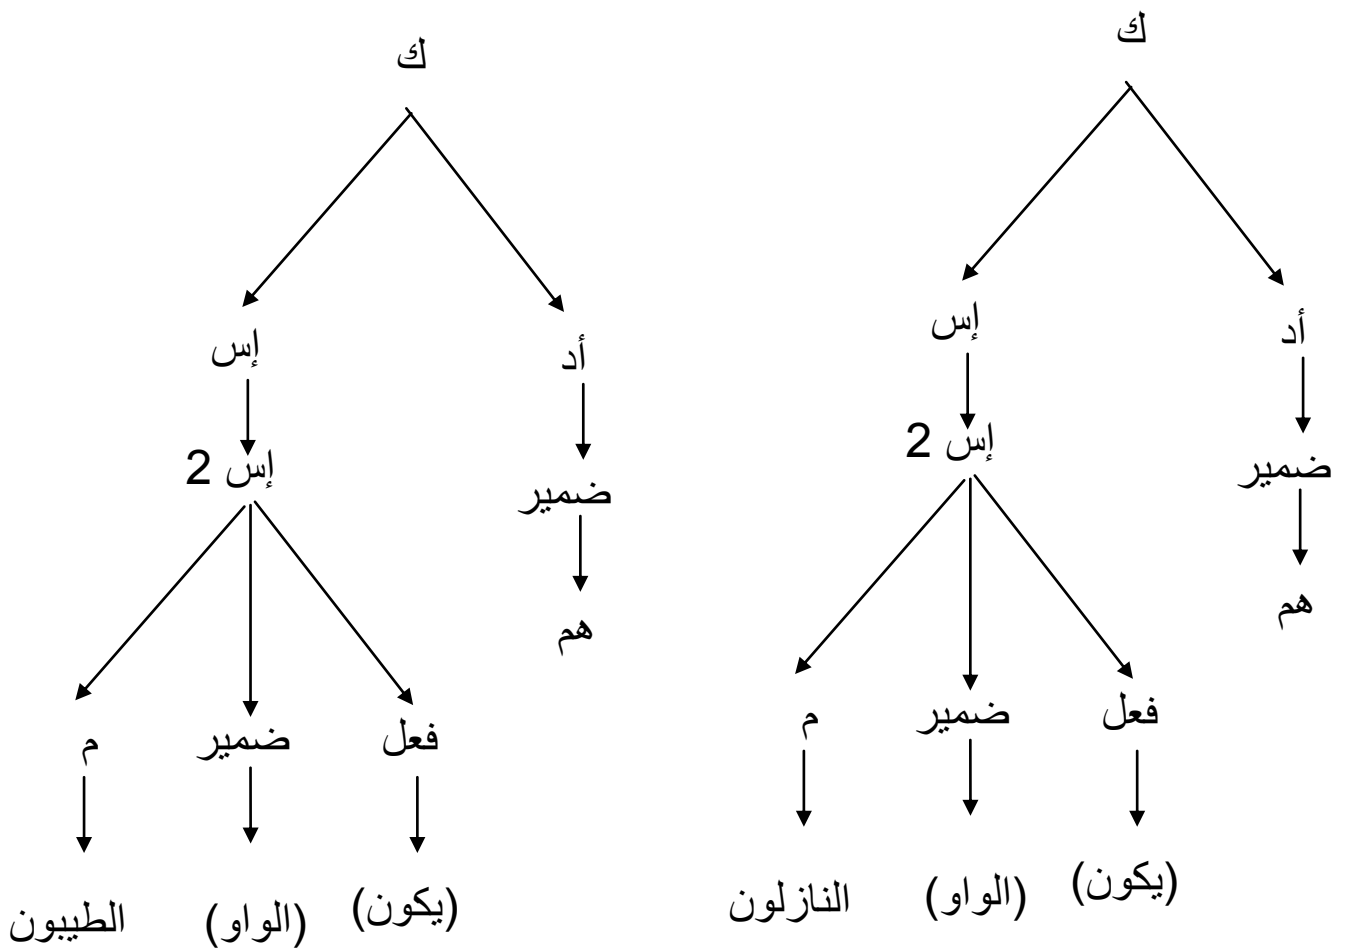 ك
أد
إس
ضمير
إس 2
هم
فعل
ضمير
م
(يكون)
(الواو)
النازلون
ك
أد
إس
ضمير
إس 2
هم
فعل
ضمير
م
(يكون)
(الواو)
الطيبون